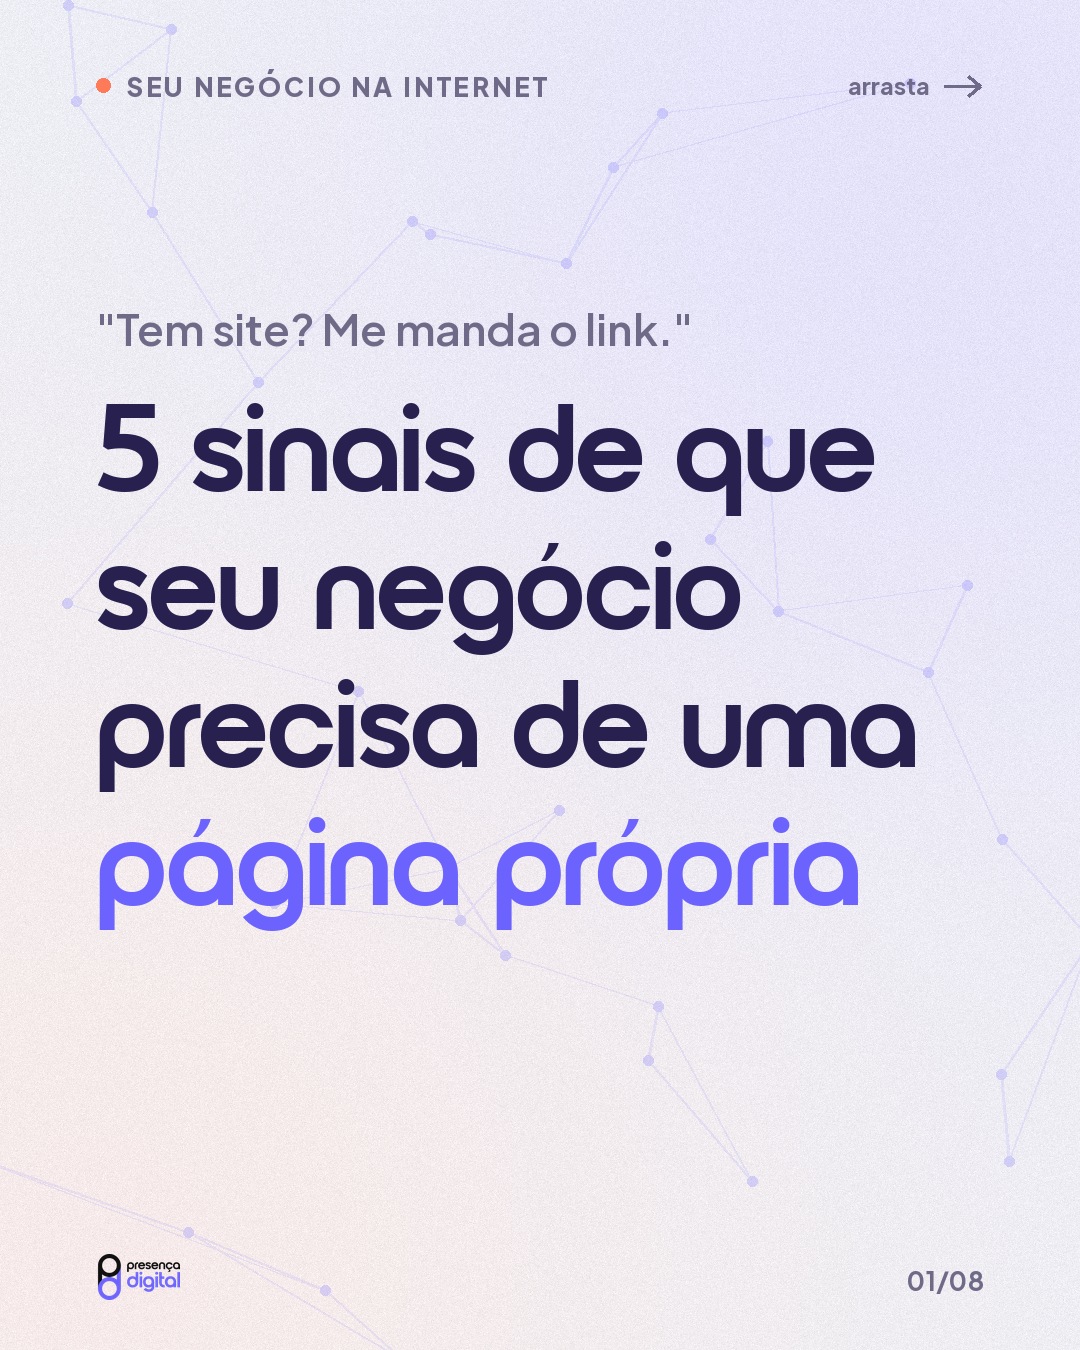 SEU NEGÓCIO NA INTERNET
arrasta
"Tem site? Me manda o link."
5 sinais de que
seu negócio
precisa de uma
página própria
presença
digital
01/08